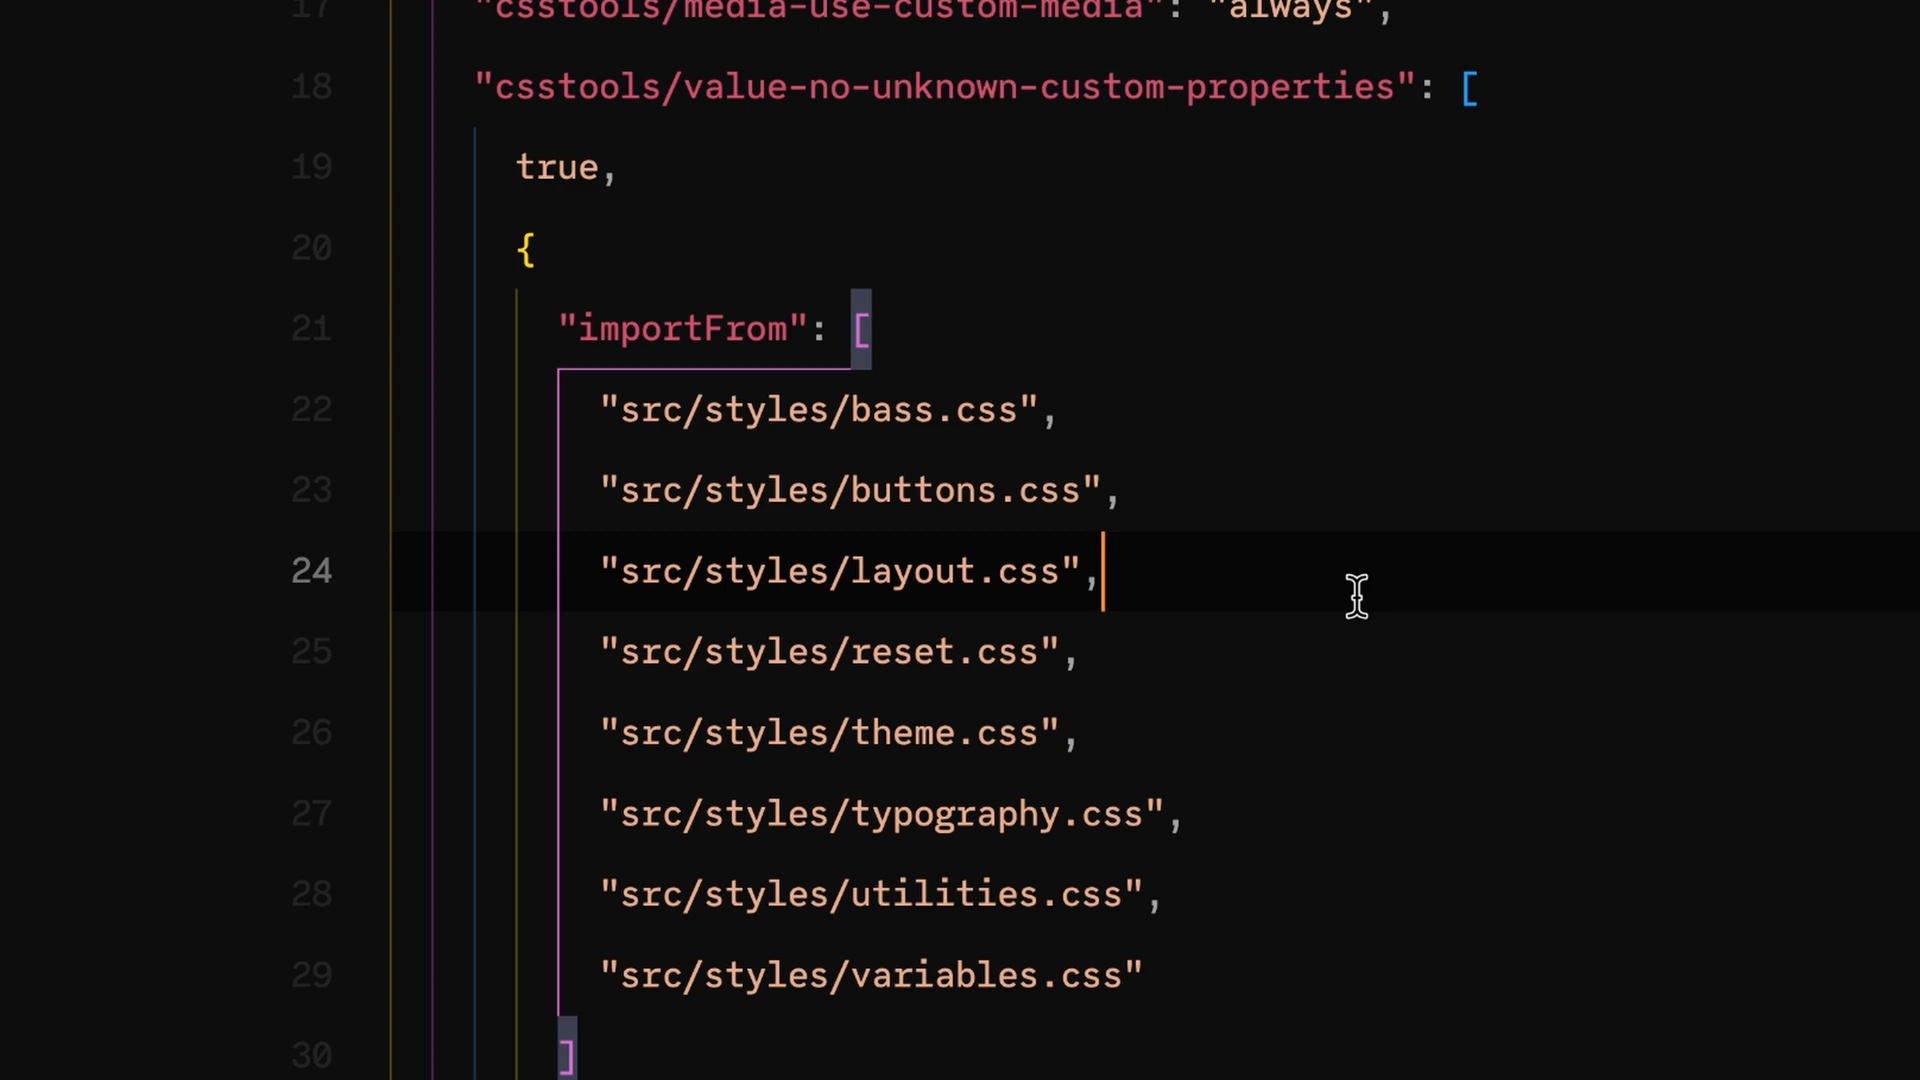 17 "csstools/media-use-custom-media": "always",
18 "csstools/value-no-unknown-custom-properties": [
19 true,
20 {
21 "importFrom": [
22 "src/styles/bass.css",
23 "src/styles/buttons.css",
24 "src/styles/layout.css",
25 "src/styles/reset.css",
26 "src/styles/theme.css",
27 "src/styles/typography.css",
28 "src/styles/utilities.css",
29 "src/styles/variables.css"
30 ]